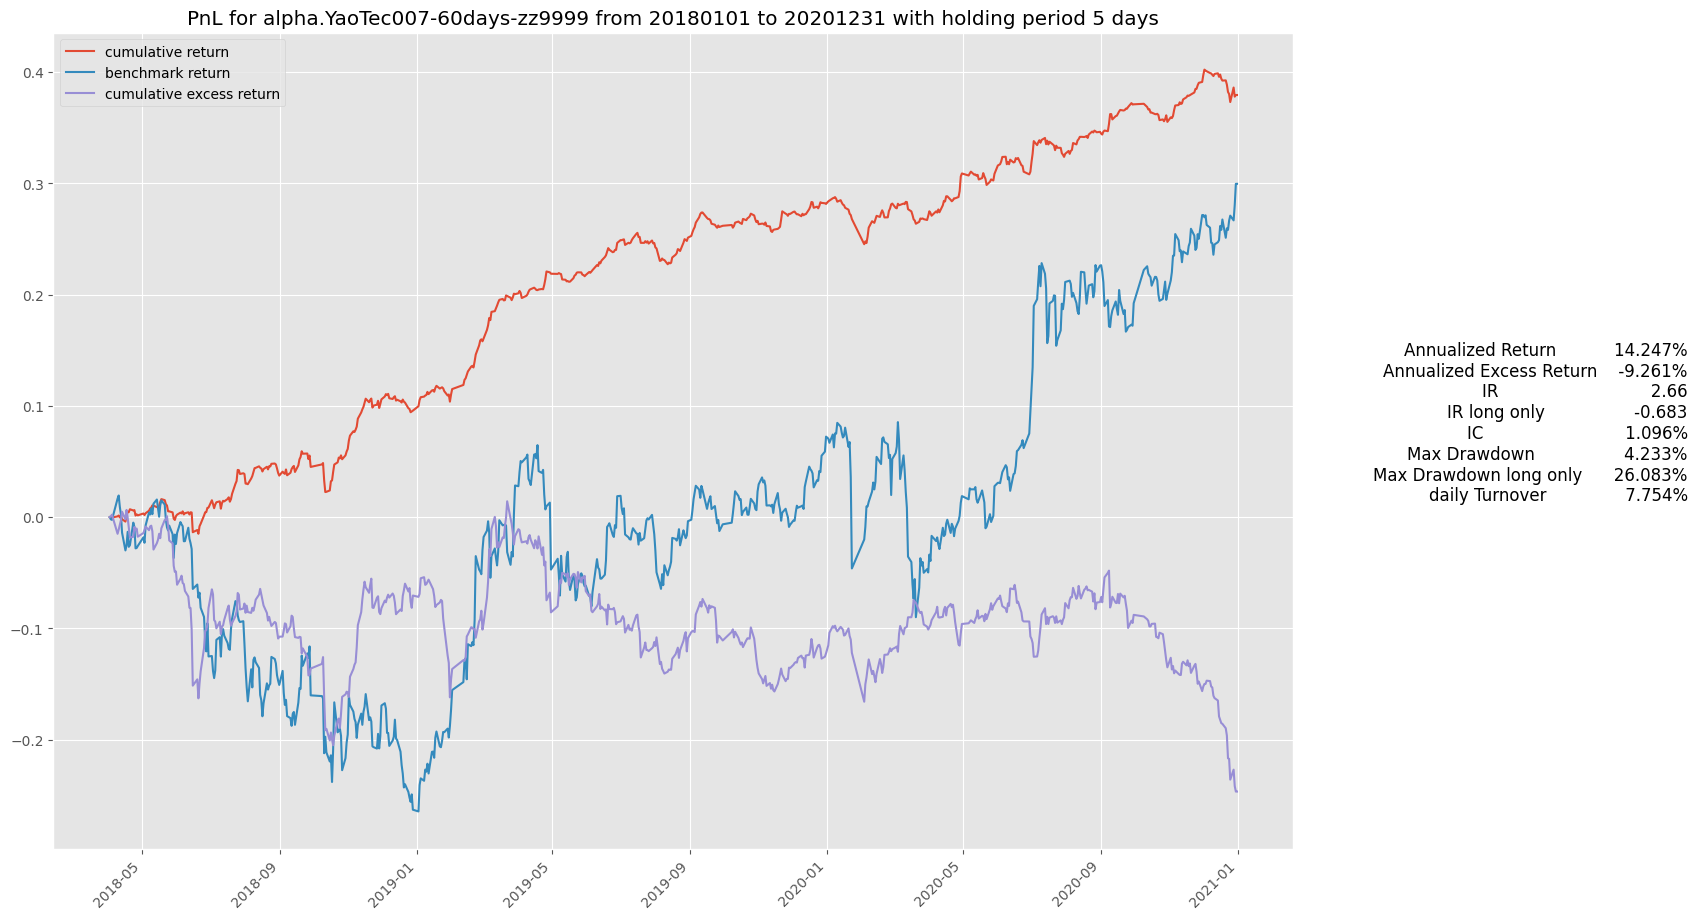 PnL for alpha.YaoTec007-60days-zz9999 from 20180101 to 20201231 with holding period 5 days
cumulative return
benchmark return
cumulative excess return
0.4
0.3
0.2
0.1
0.0
−0.1
−0.2
2018-05
2018-09
2019-01
2019-05
2019-09
2020-01
2020-05
2020-09
2021-01
Annualized Return 14.247%
Annualized Excess Return -9.261%
IR 2.66
IR long only -0.683
IC 1.096%
Max Drawdown 4.233%
Max Drawdown long only 26.083%
daily Turnover 7.754%